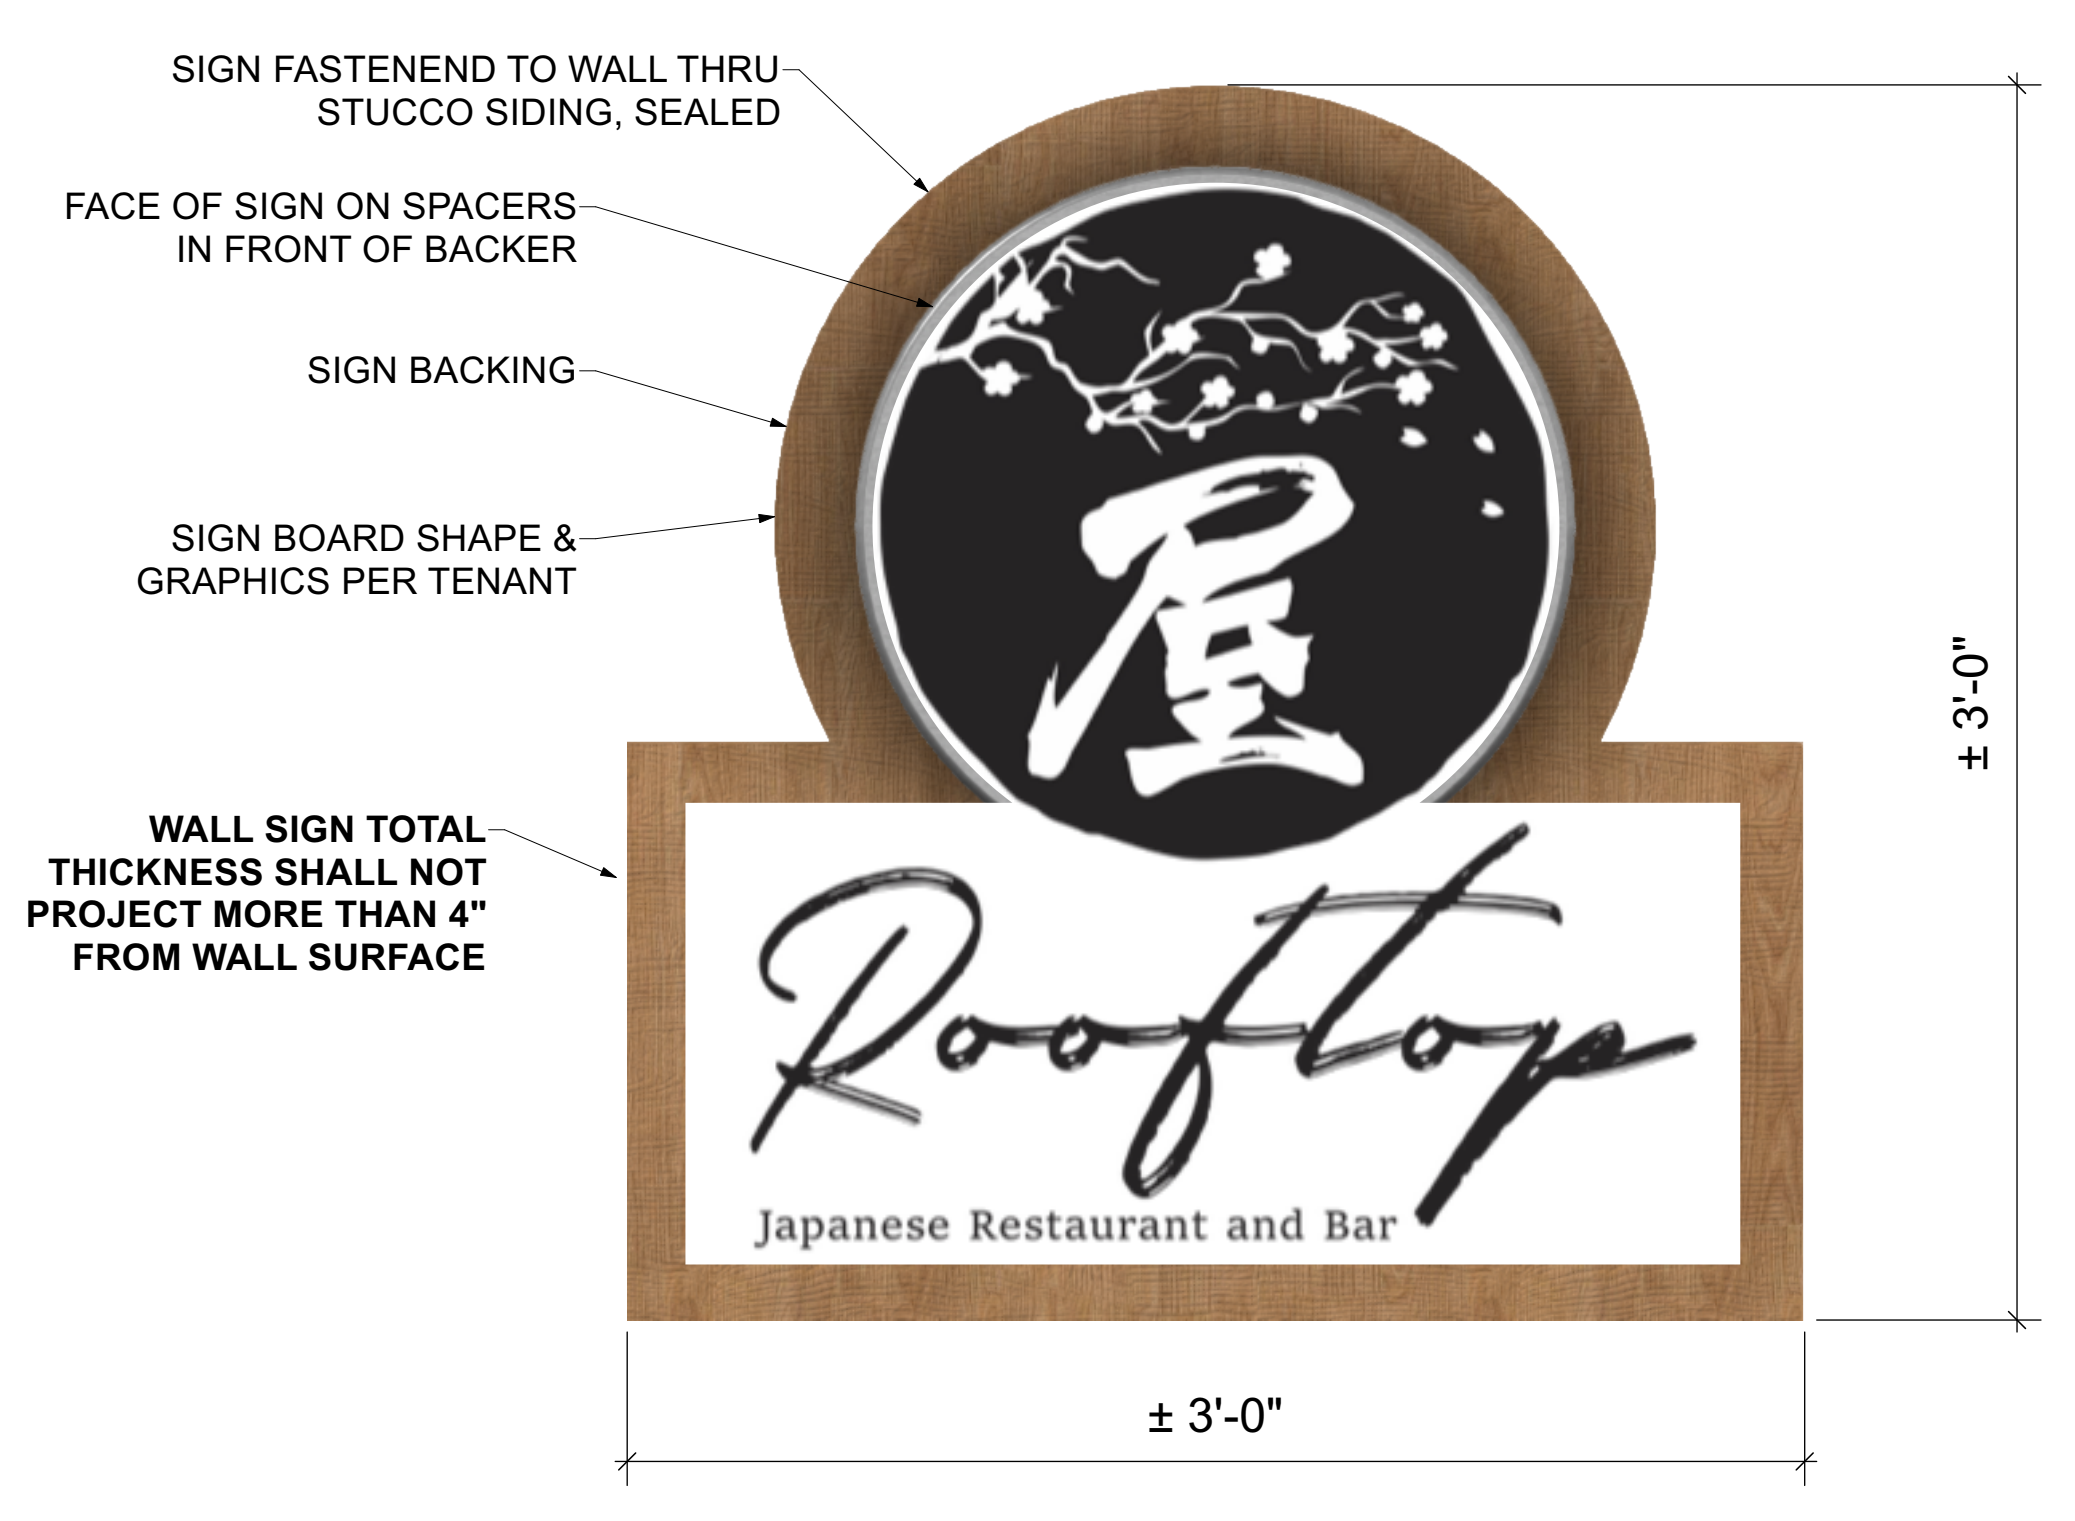 SIGN FASTENEND TO WALL THRU
STUCCO SIDING, SEALED
FACE OF SIGN ON SPACERS
IN FRONT OF BACKER
SIGN BACKING
SIGN BOARD SHAPE &
GRAPHICS PER TENANT
WALL SIGN TOTAL
THICKNESS SHALL NOT
PROJECT MORE THAN 4"
FROM WALL SURFACE
屋
Rooftop
Japanese Restaurant and Bar
± 3'-0"
± 3'-0"